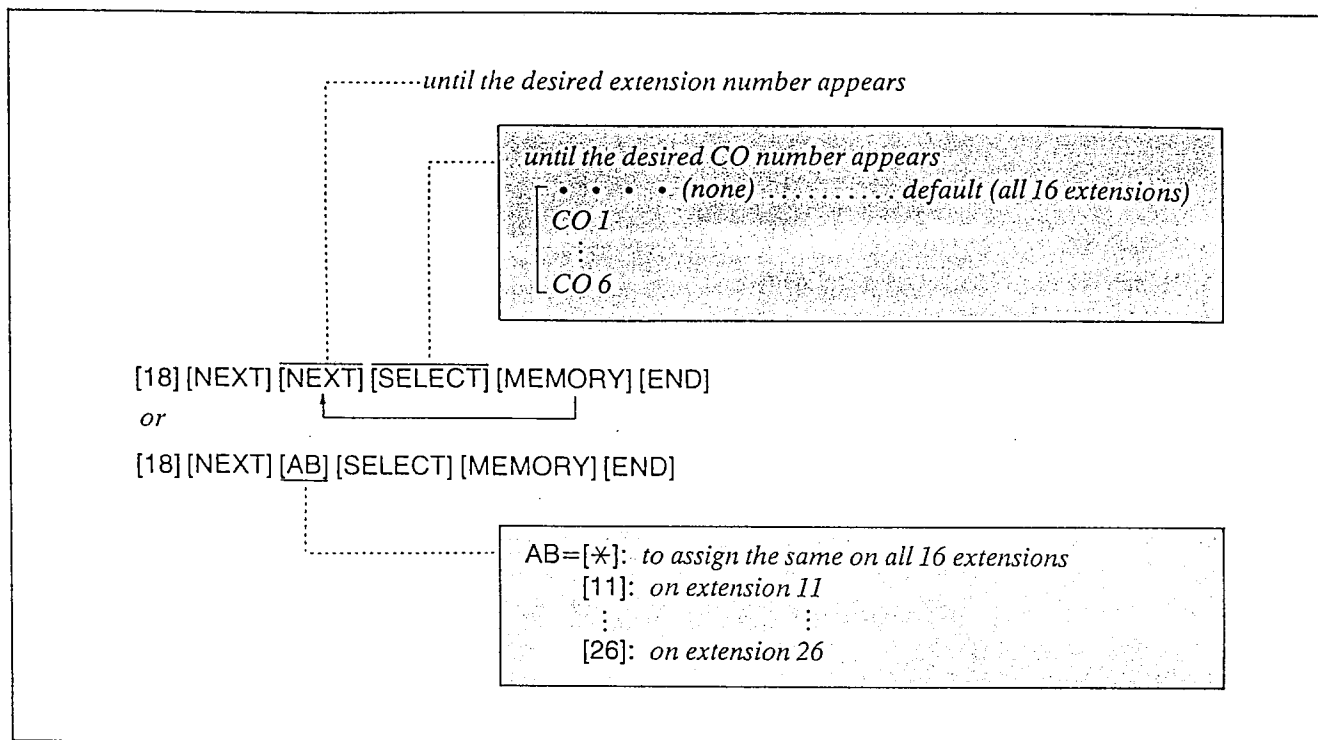 until the desired extension number appears
until the desired CO number appears
• • • • (none) .......... default (all 16 extensions)
CO 1
⋮
CO 6
[18] [NEXT] [NEXT] [SELECT] [MEMORY] [END]
or
[18] [NEXT] [AB] [SELECT] [MEMORY] [END]
AB=[✳]: to assign the same on all 16 extensions
[11]: on extension 11
⋮ ⋮
[26]: on extension 26